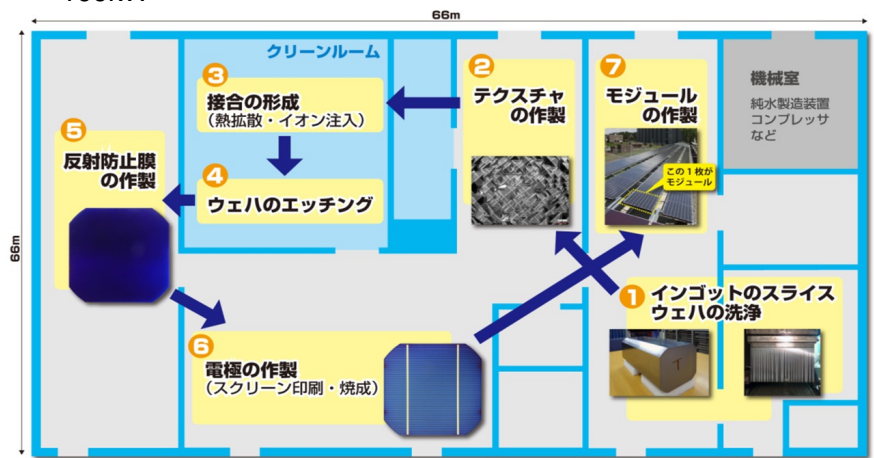 66m
66m
クリーンルーム
3
接合の形成
（熱拡散・イオン注入）
4
ウェハのエッチング
5
反射防止膜
の作製
2
テクスチャ
の作製
7
モジュール
の作製
この1枚が
モジュール
機械室
純水製造装置
コンプレッサ
など
1
インゴットのスライス
ウェハの洗浄
6
電極の作製
（スクリーン印刷・焼成）